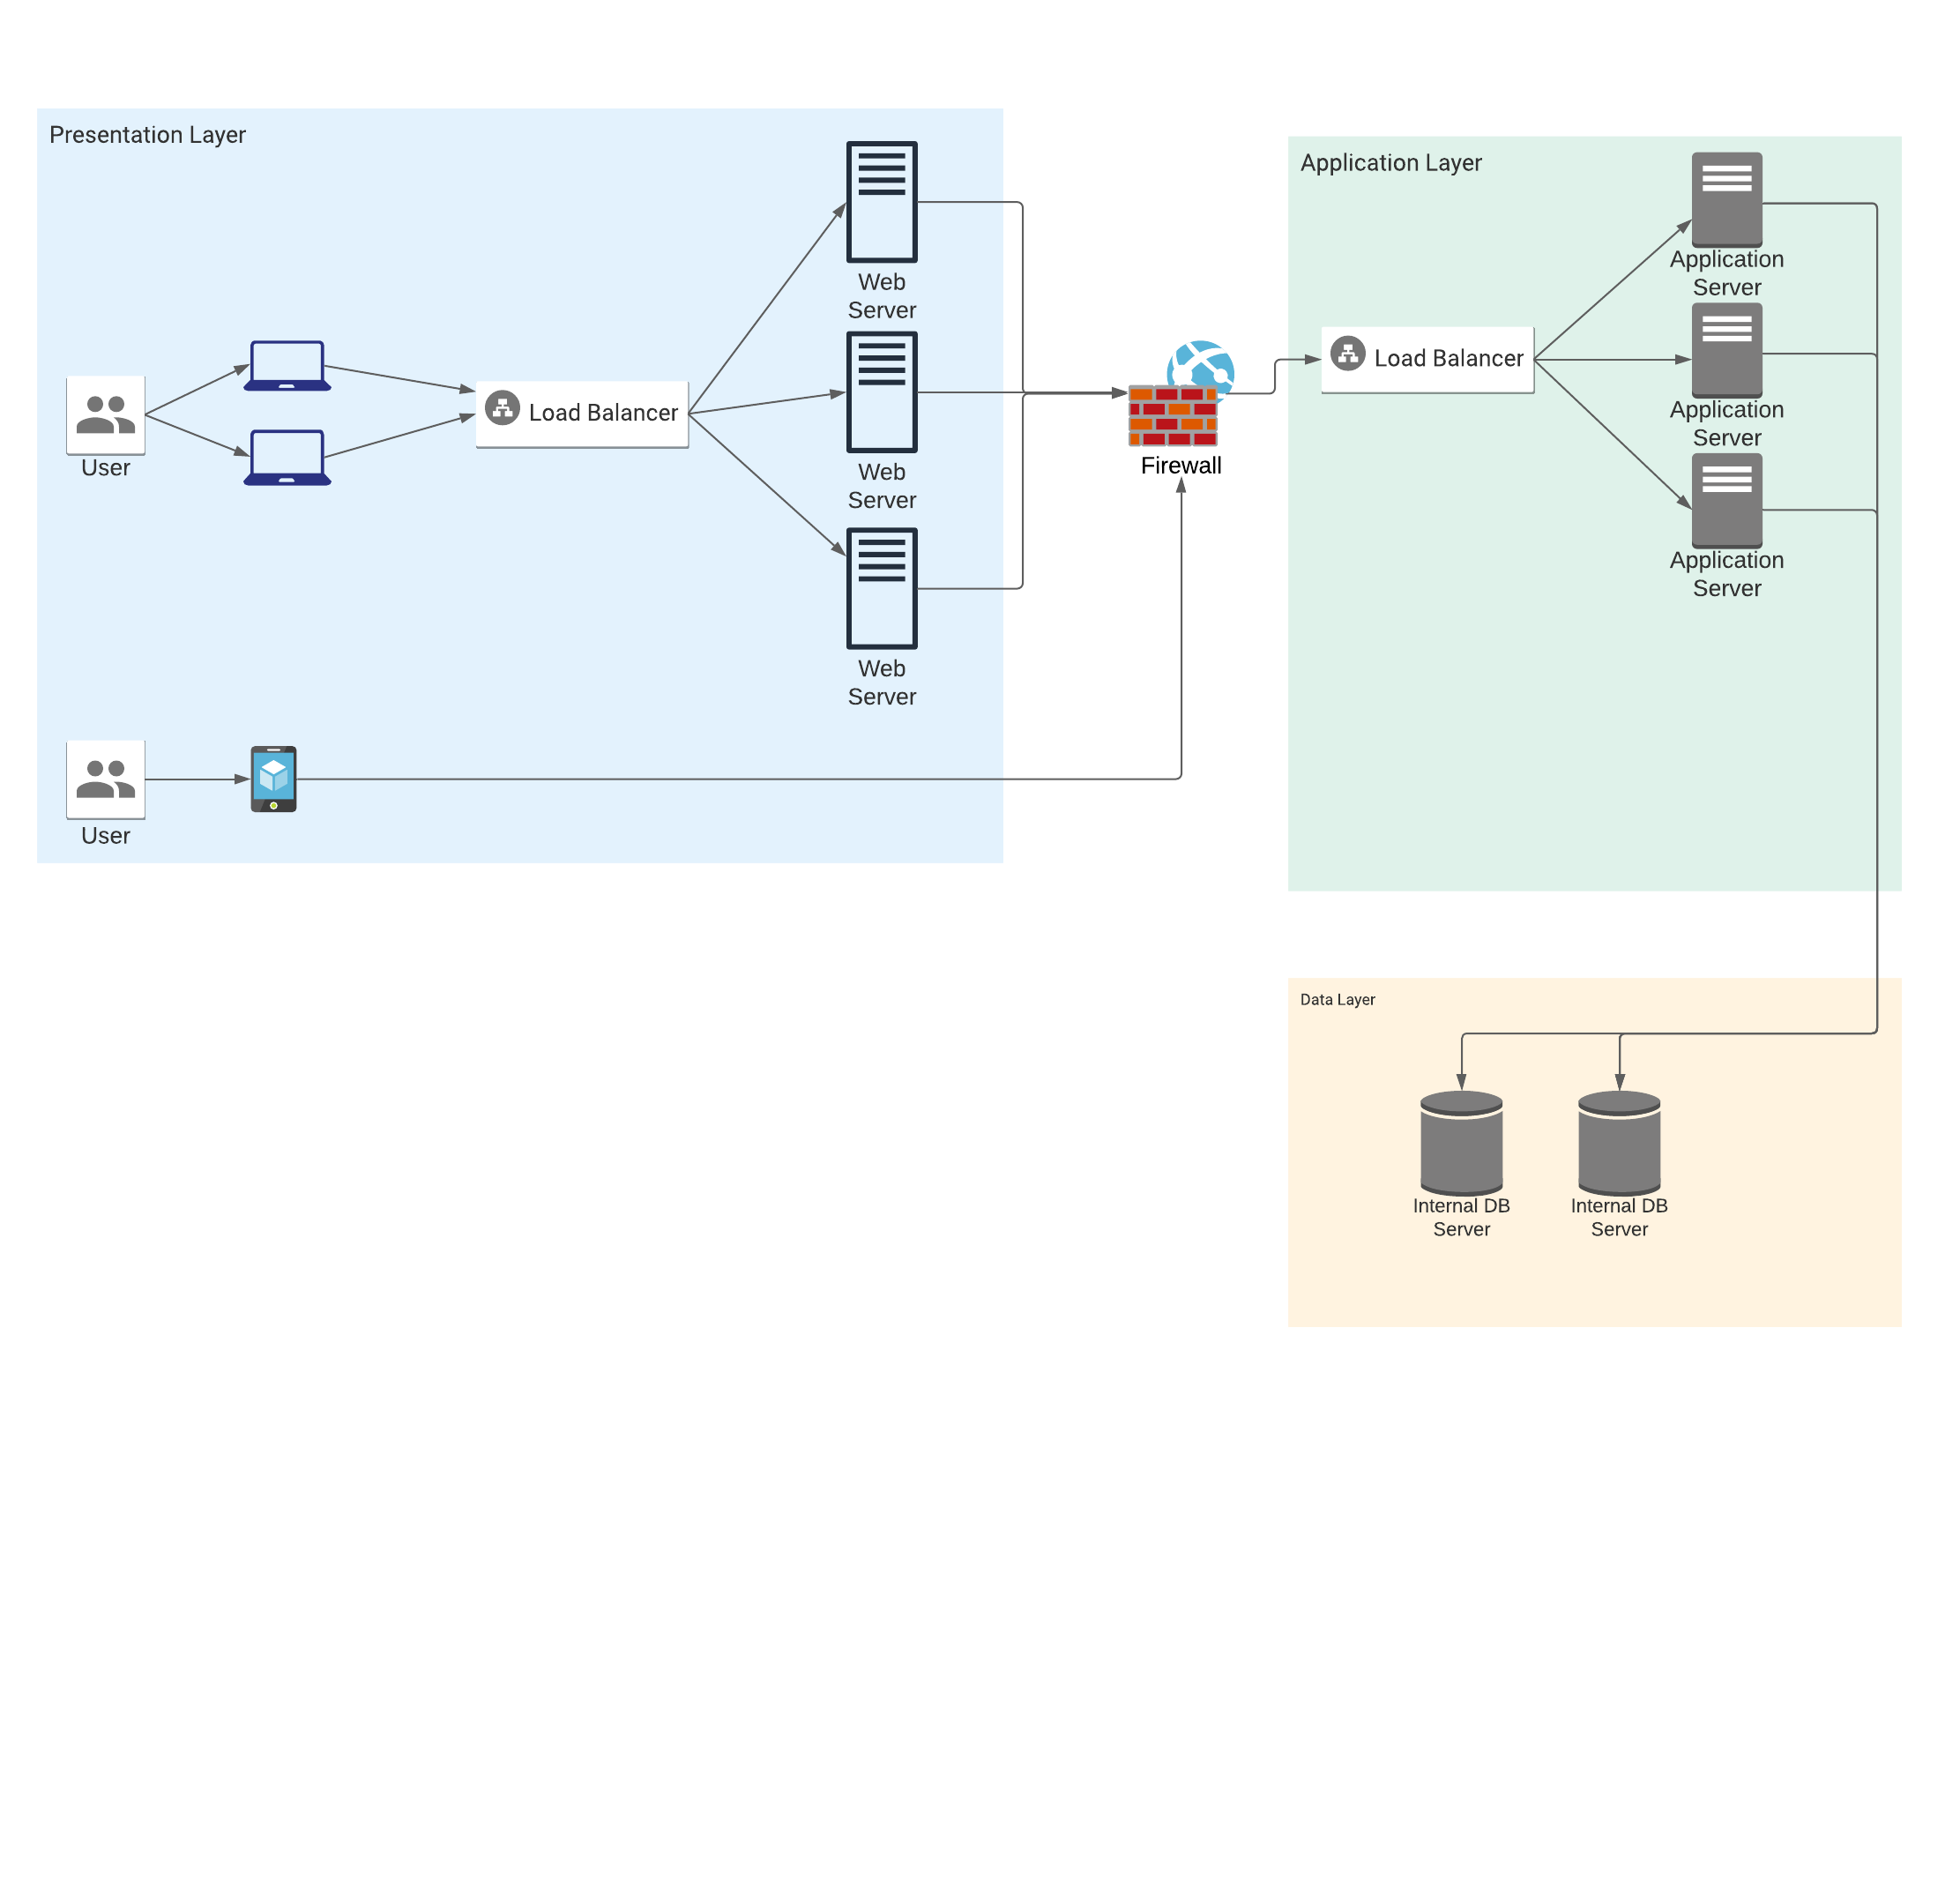 Presentation Layer
Web
Server
Web
Server
Web
Server
Load Balancer
User
User
Firewall
Application Layer
Load Balancer
Application
Server
Application
Server
Application
Server
Data Layer
Internal DB
Server
Internal DB
Server